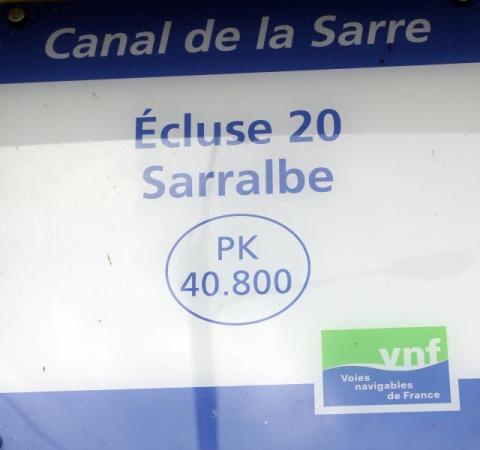 Canal de la Sarre
Écluse 20
Sarralbe
PK
40.800
vnf
Voies
navigables
de France